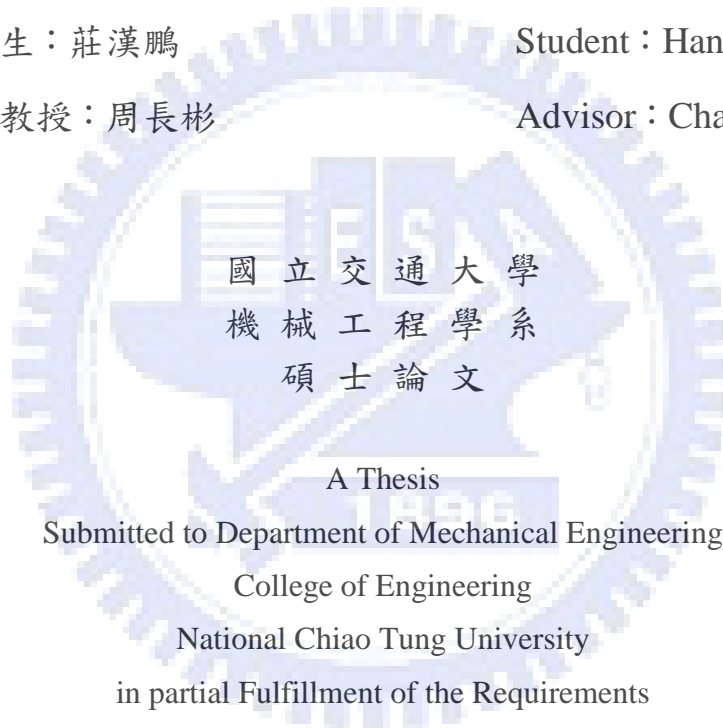 生：莊漢鵬 Student：Han
教授：周長彬 Advisor：Cha
國 立 交 通 大 學
機 械 工 程 學 系
碩 士 論 文
A Thesis
Submitted to Department of Mechanical Engineering
College of Engineering
National Chiao Tung University
in partial Fulfillment of the Requirements